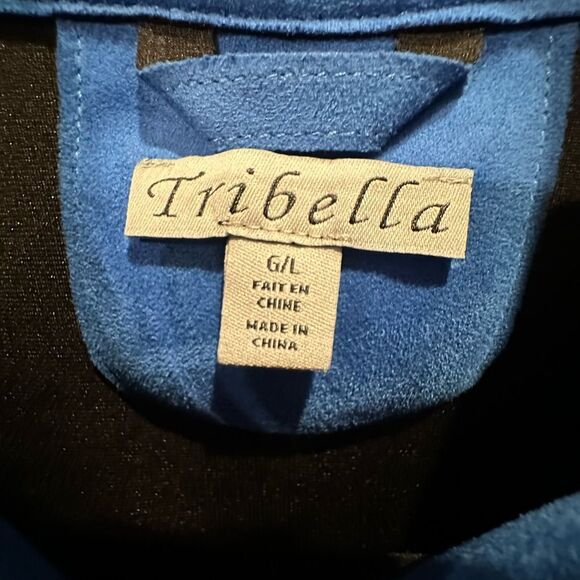 Tribella
G/L
FAIT EN
CHINE
MADE IN
CHINA